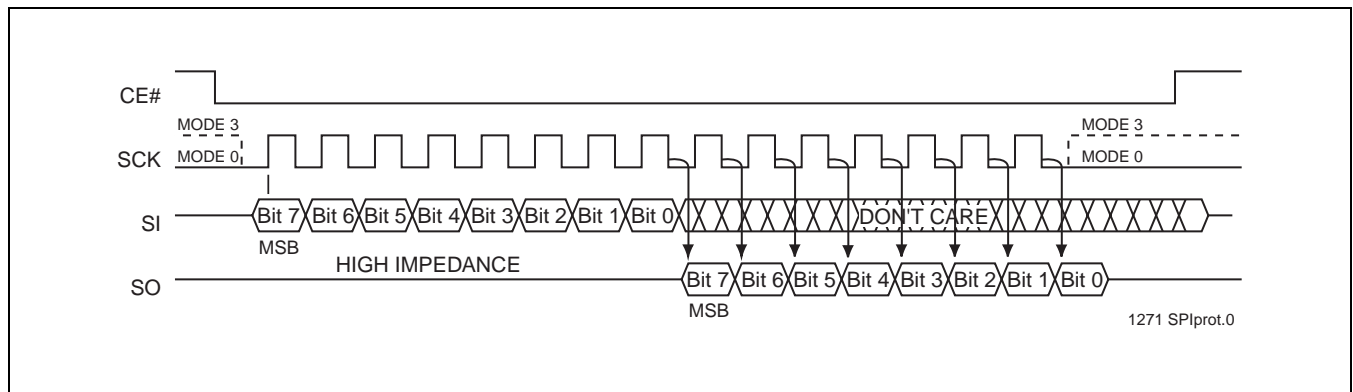 CE#
MODE 3 MODE 3
SCK MODE 0 MODE 0
SI Bit 7 Bit 6 Bit 5 Bit 4 Bit 3 Bit 2 Bit 1 Bit 0 DON'T CARE
MSB
HIGH IMPEDANCE
SO Bit 7 Bit 6 Bit 5 Bit 4 Bit 3 Bit 2 Bit 1 Bit 0
MSB
1271 SPIprot.0